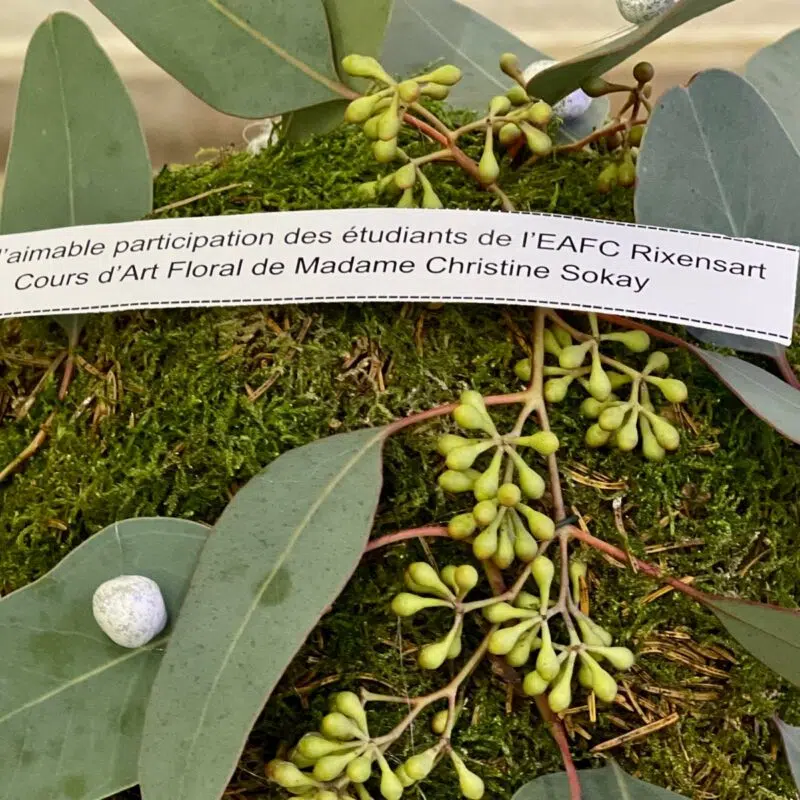 l'aimable participation des étudiants de l'EAFC Rixensart
Cours d'Art Floral de Madame Christine Sokay